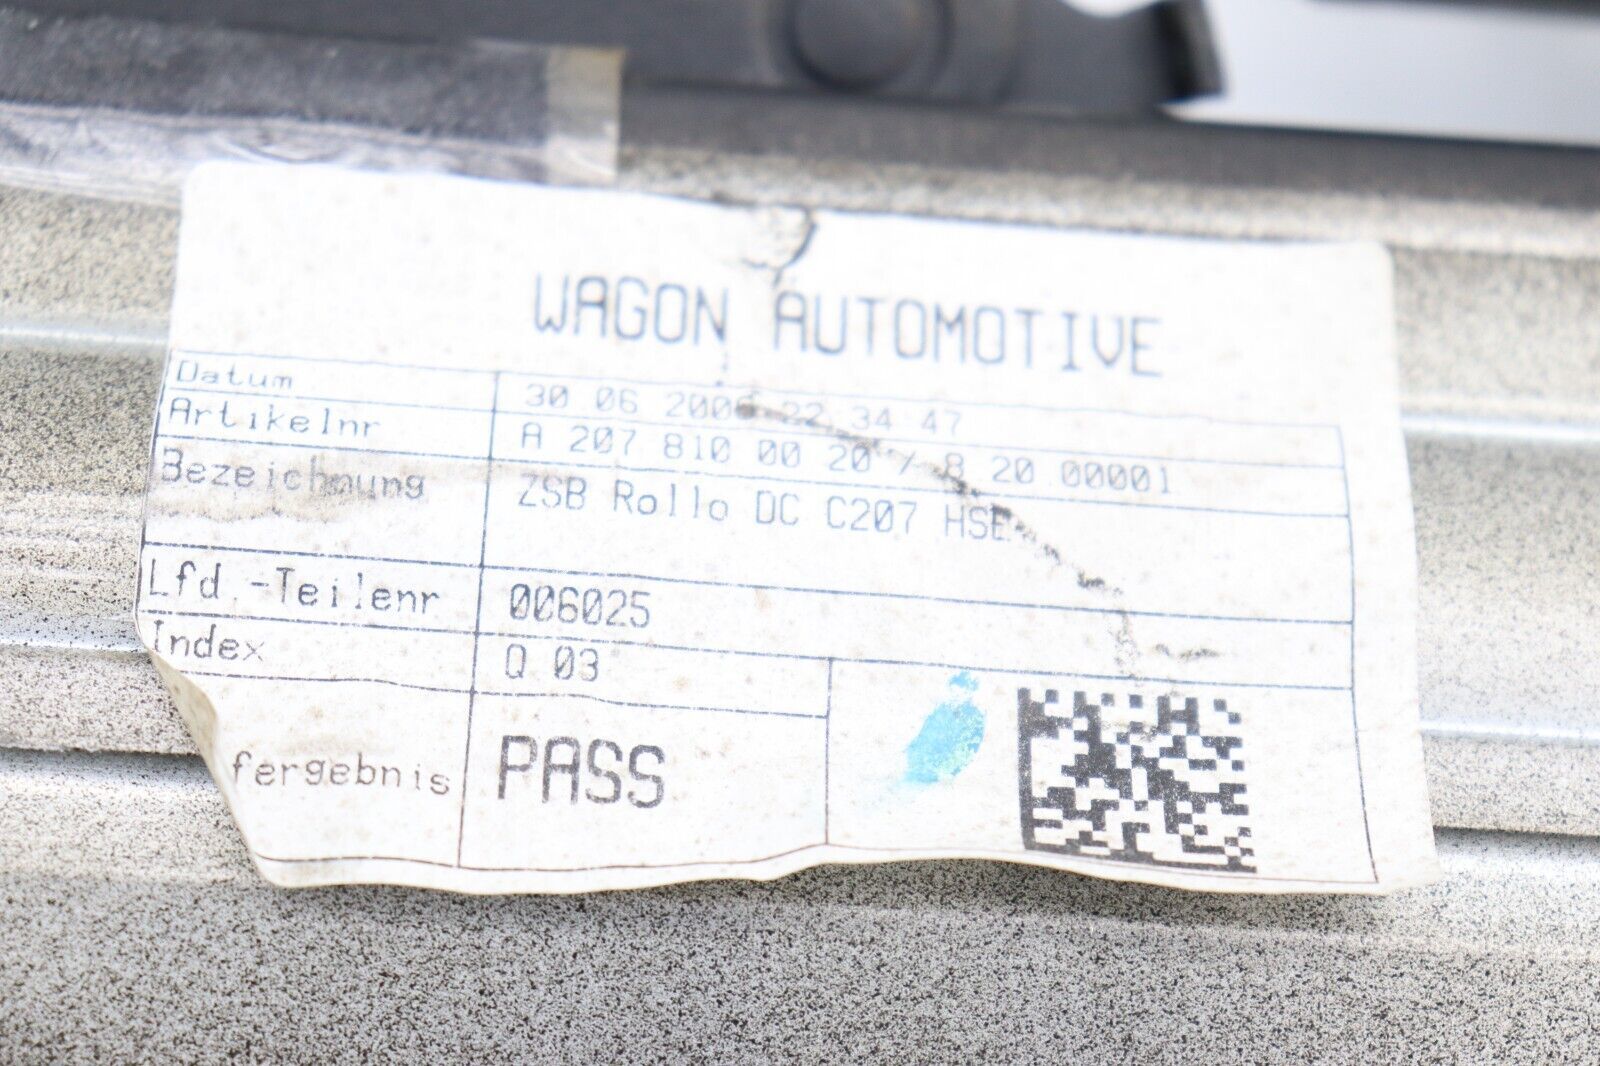 WAGON AUTOMOTIVE
Datum 30 06 22 34 47
Artikelnr A 207 810 00 20 / 8 20 00001
Bezeichnung ZSB Rollo DC C207 HSE
Lfd.-Teilenr 006025
Index Q 03
fergebnis PASS